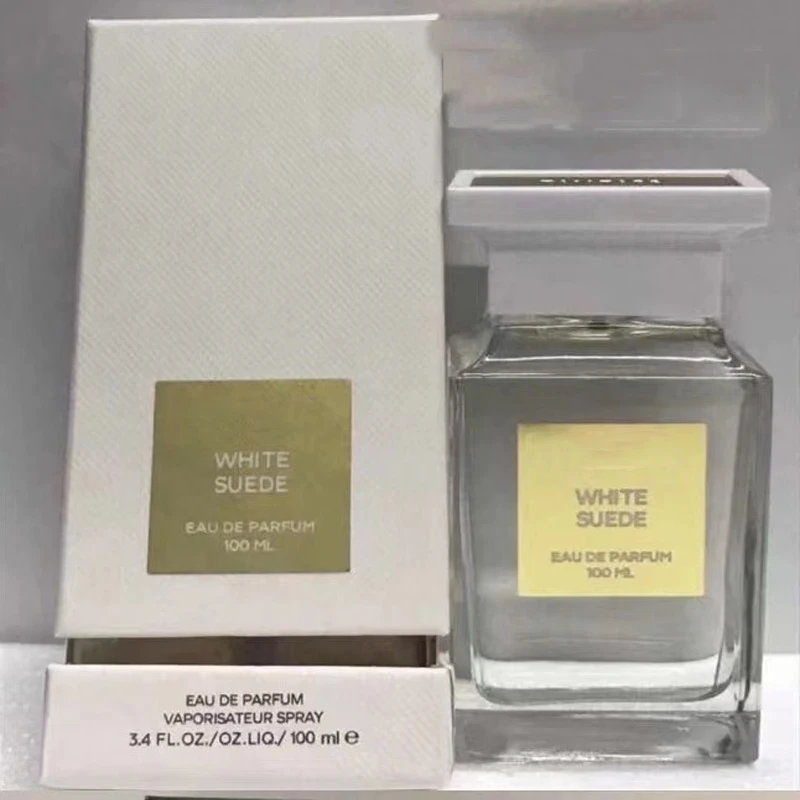 WHITE
SUEDE
EAU DE PARFUM
100 ML
EAU DE PARFUM
VAPORISATEUR SPRAY
3.4 FL.OZ./OZ.LIQ./ 100 ml ℮
WHITE
SUEDE
EAU DE PARFUM
100 ML